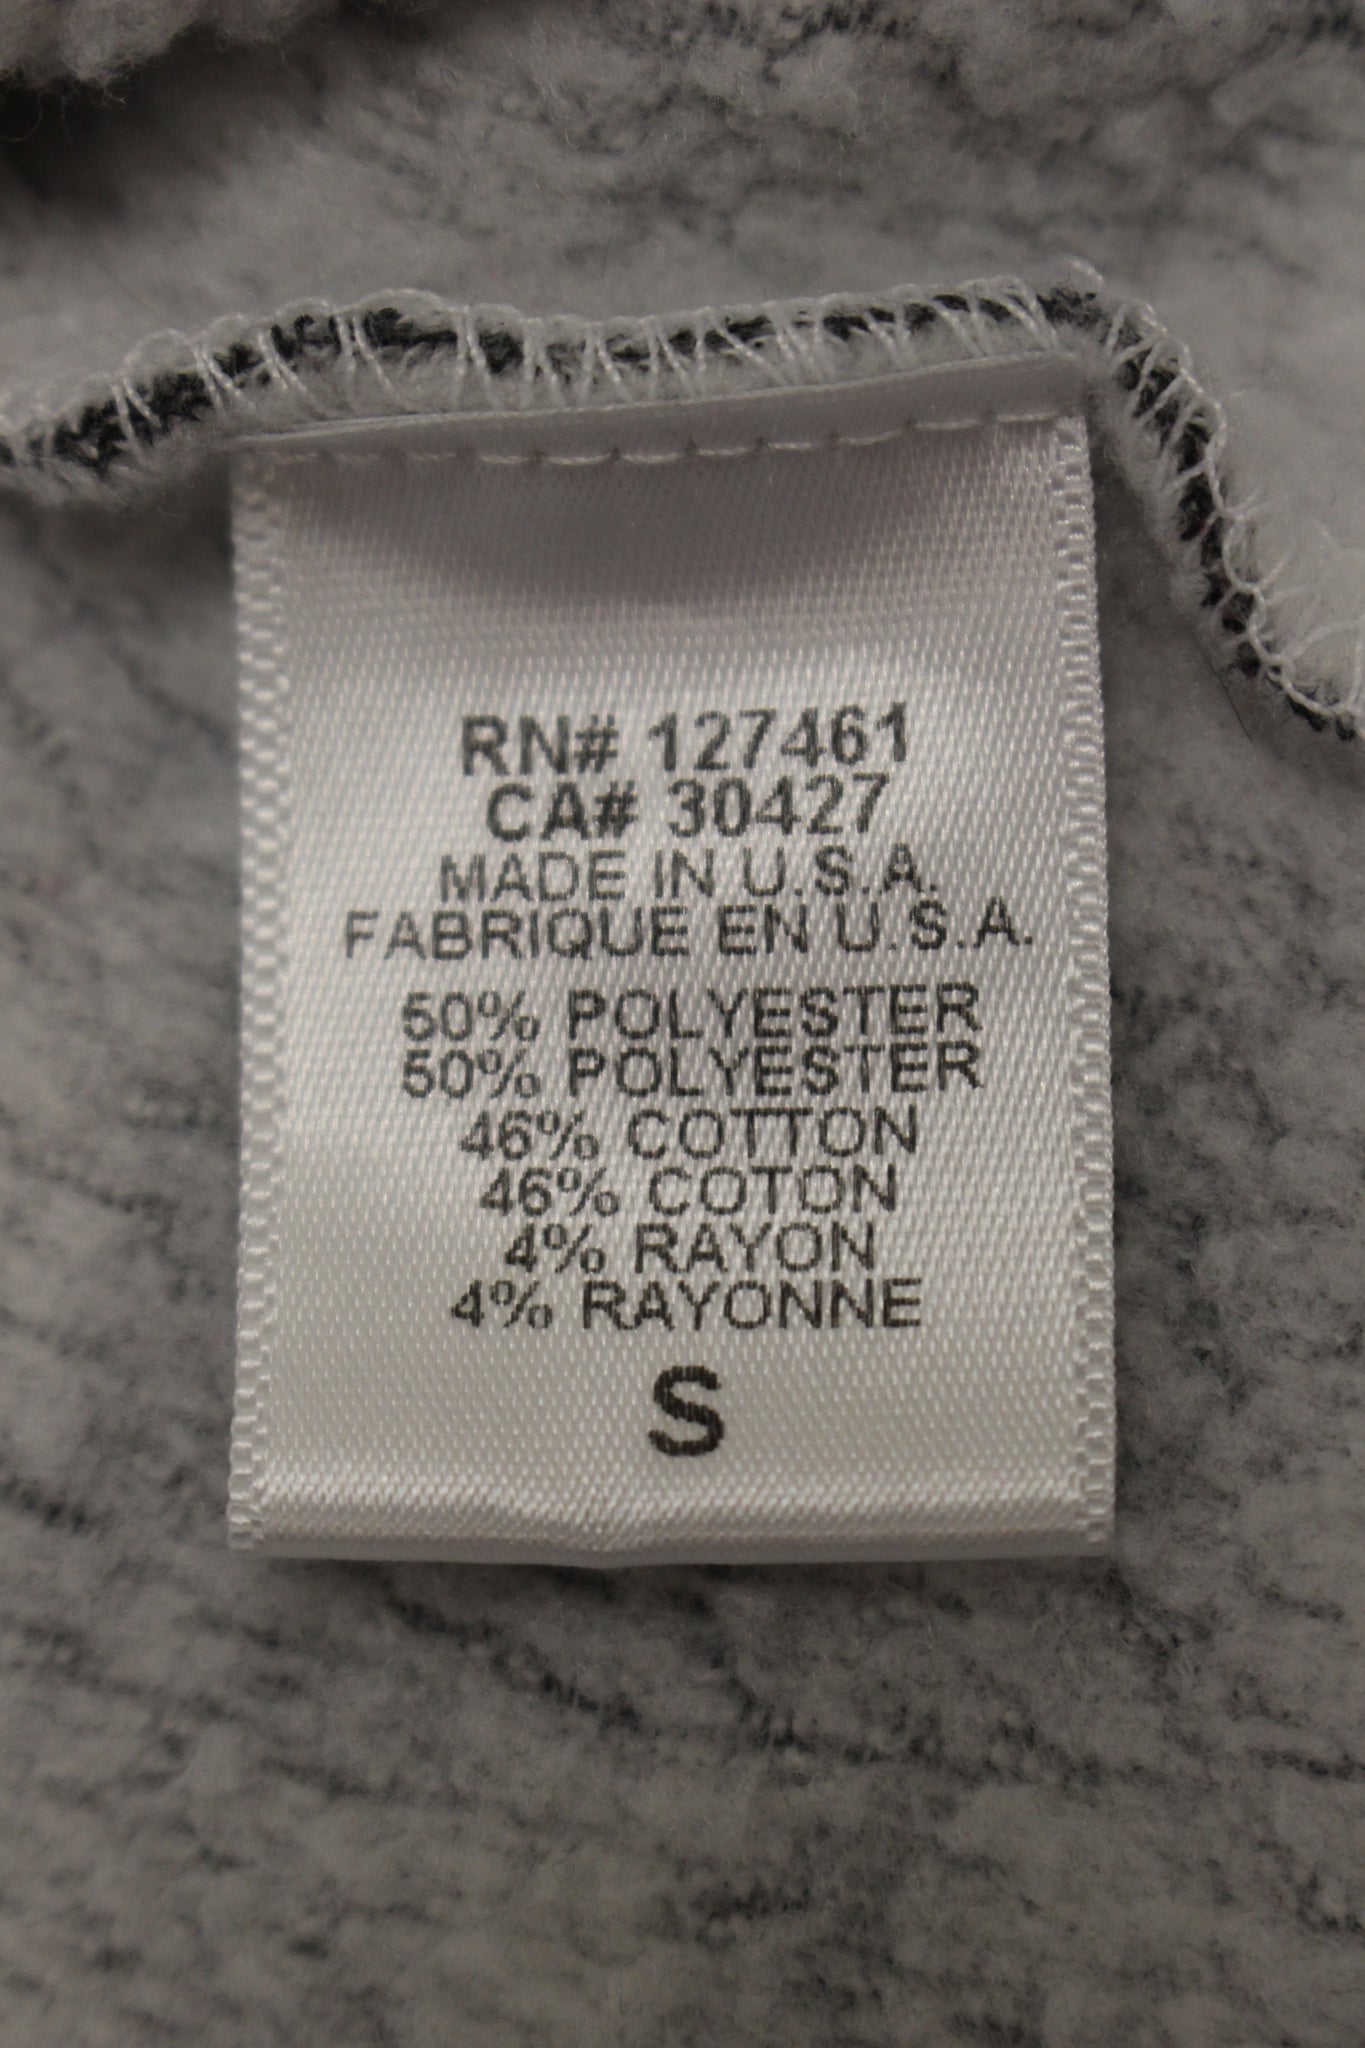 RN# 127461
CA# 30427
MADE IN U.S.A.
FABRIQUE EN U.S.A.
50% POLYESTER
50% POLYESTER
46% COTTON
46% COTON
4% RAYON
4% RAYONNE
S